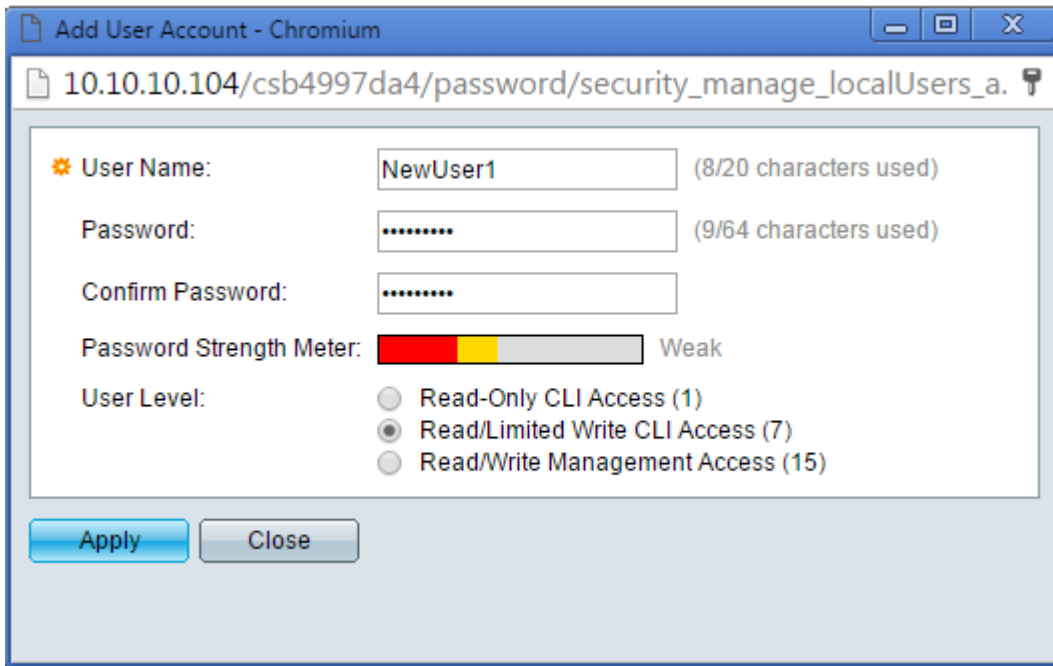 Add User Account - Chromium
10.10.10.104/csb4997da4/password/security_manage_localUsers_a.
User Name: NewUser1 (8/20 characters used)
Password: ••••••••• (9/64 characters used)
Confirm Password: •••••••••
Password Strength Meter: Weak
User Level: Read-Only CLI Access (1)
Read/Limited Write CLI Access (7)
Read/Write Management Access (15)
Apply Close